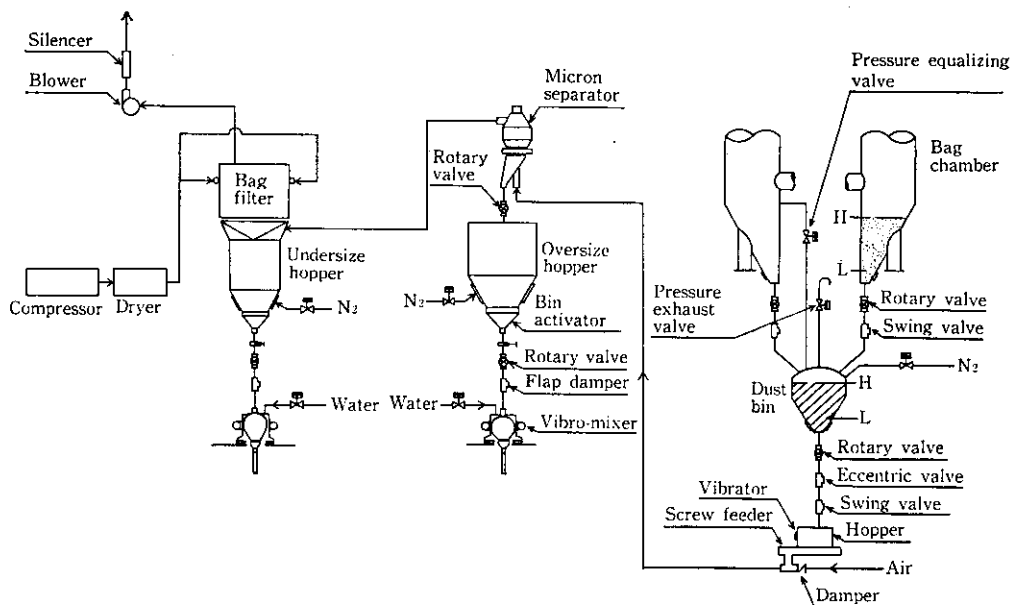 Silencer
Blower
Micron
separator
Pressure equalizing
valve
Rotary
valve
Bag
filter
Bag
chamber
H
L
Undersize
hopper
Oversize
hopper
Compressor
Dryer
N₂
N₂
Bin
activator
Pressure
exhaust
valve
Rotary valve
Swing valve
Rotary valve
Flap damper
N₂
Dust
bin
H
L
Water
Water
Vibro-mixer
Rotary valve
Eccentric valve
Swing valve
Vibrator
Screw feeder
Hopper
Air
Damper